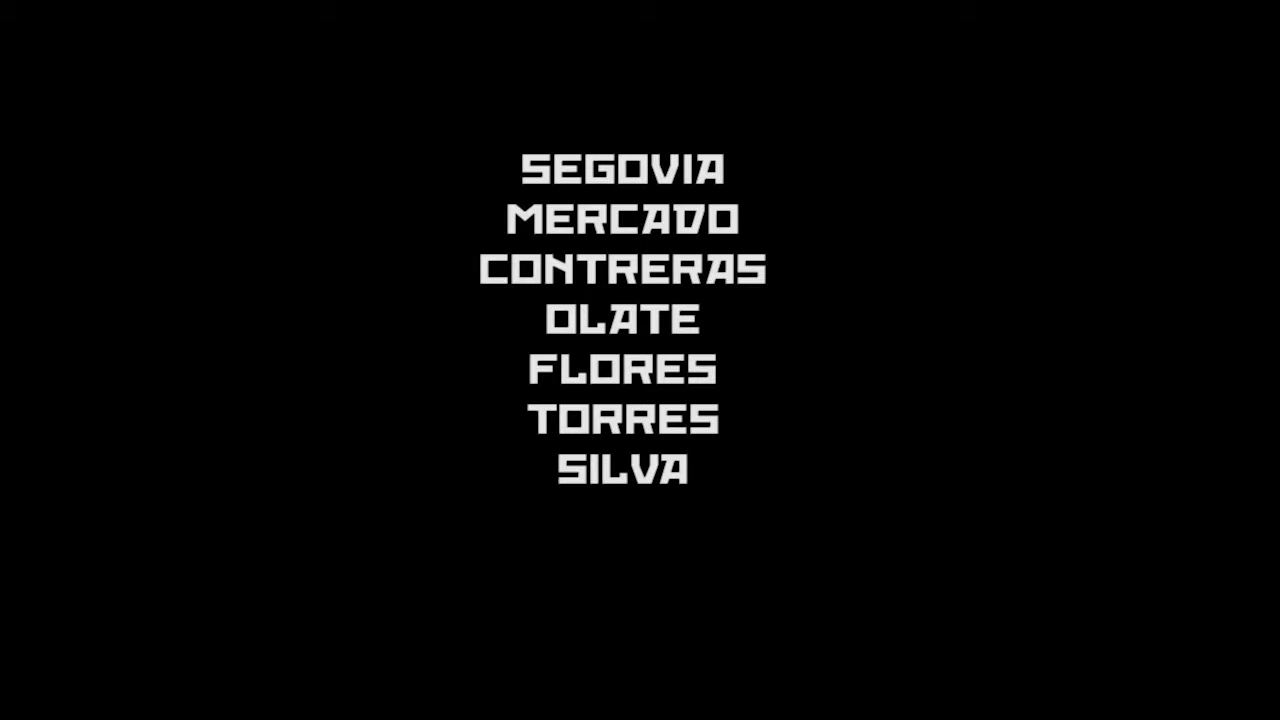 SEGOVIA
MERCADO
CONTRERAS
OLATE
FLORES
TORRES
SILVA